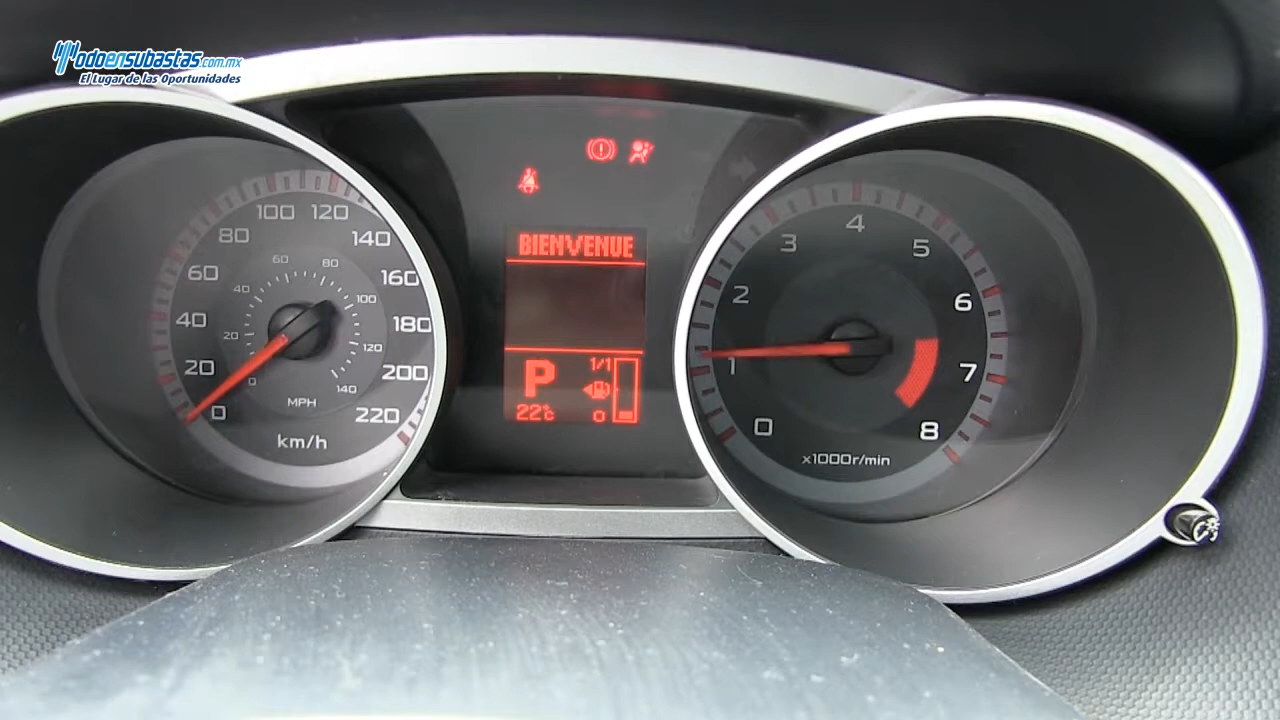 Todoensubastas.com.mx
El Lugar de las Oportunidades
0 20 40 60 80 100 120 140 160 180 200 220
0 20 40 60 80 100 120 140
MPH
km/h
BIENVENUE
P
1/1
22°c
0
0 1 2 3 4 5 6 7 8
x1000r/min